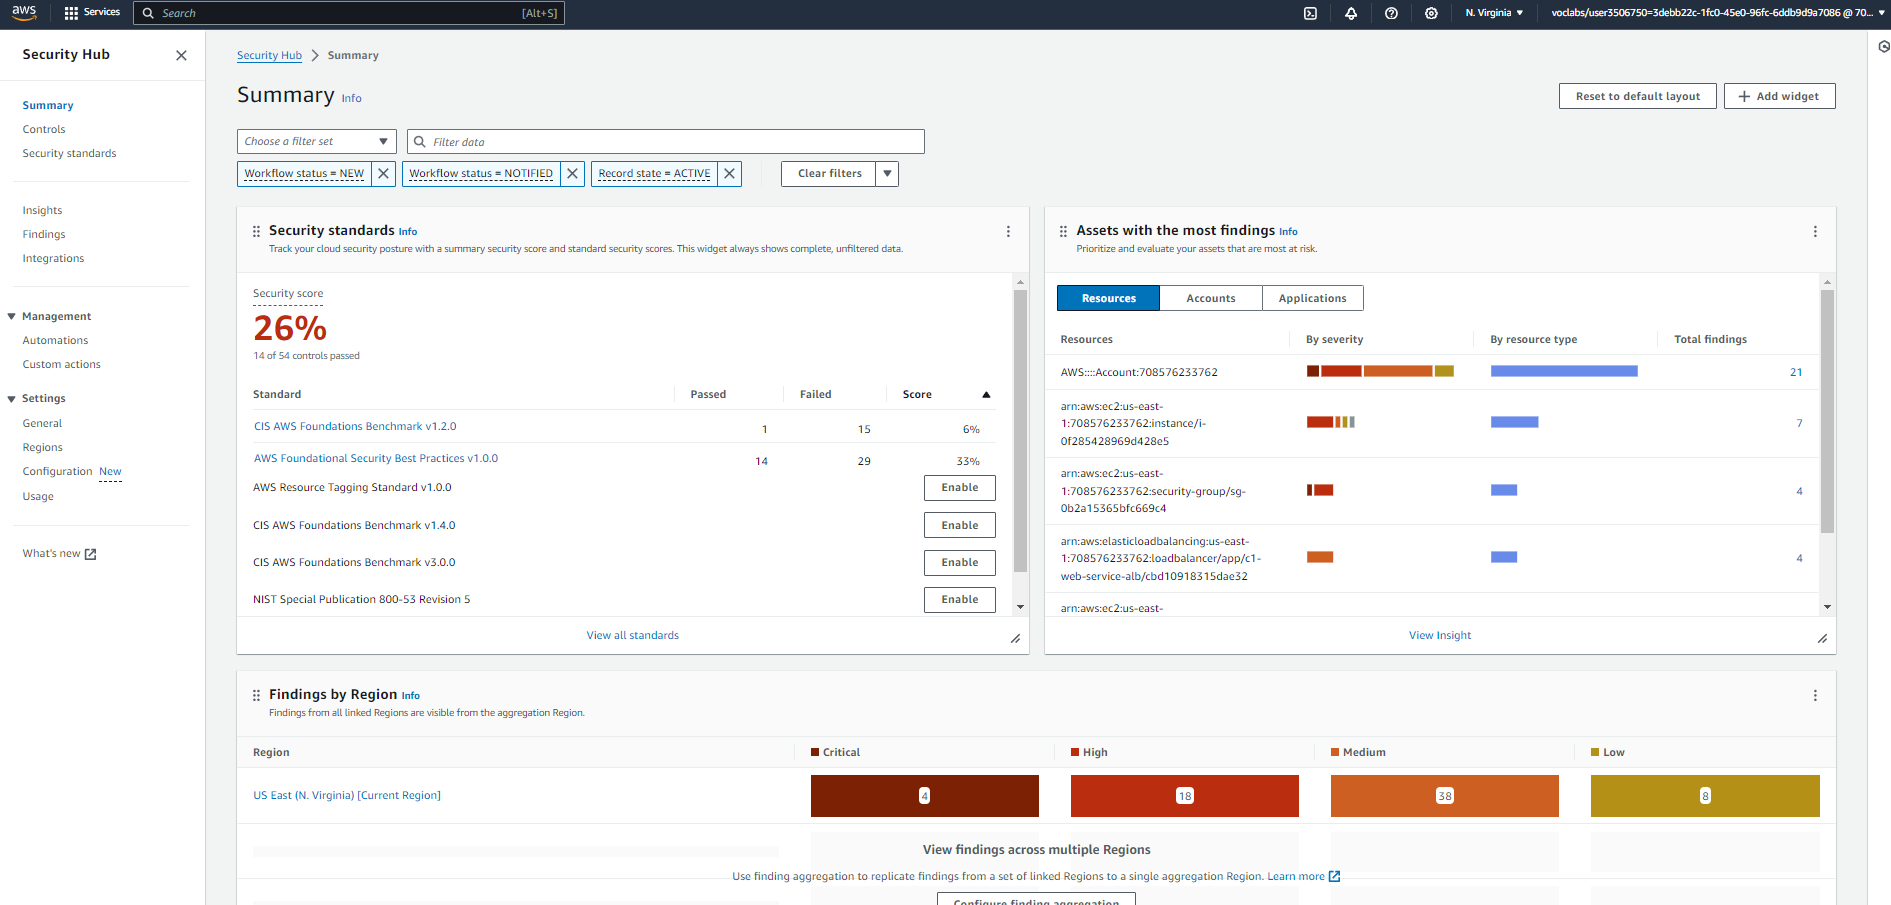 aws
Services
Search
[Alt+S]
N. Virginia
voclabs/user3506750=3debb22c-1fc0-45e0-96fc-6ddb9d9a7086 @ 70...
Security Hub
Summary
Controls
Security standards
Insights
Findings
Integrations
Management
Automations
Custom actions
Settings
General
Regions
Configuration New
Usage
What's new
Security Hub
Summary
Summary Info
Reset to default layout
Add widget
Choose a filter set
Filter data
Workflow status = NEW
Workflow status = NOTIFIED
Record state = ACTIVE
Clear filters
Security standards Info
Track your cloud security posture with a summary security score and standard security scores. This widget always shows complete, unfiltered data.
Security score
26%
14 of 54 controls passed
Standard Passed Failed Score
CIS AWS Foundations Benchmark v1.2.0 1 15 6%
AWS Foundational Security Best Practices v1.0.0 14 29 33%
AWS Resource Tagging Standard v1.0.0 Enable
CIS AWS Foundations Benchmark v1.4.0 Enable
CIS AWS Foundations Benchmark v3.0.0 Enable
NIST Special Publication 800-53 Revision 5 Enable
View all standards
Assets with the most findings Info
Prioritize and evaluate your assets that are most at risk.
Resources Accounts Applications
Resources By severity By resource type Total findings
AWS::::Account:708576233762 21
arn:aws:ec2:us-east-
1:708576233762:instance/i- 7
0f285428969d428e5
arn:aws:ec2:us-east-
1:708576233762:security-group/sg- 4
0b2a15365bfc669c4
arn:aws:elasticloadbalancing:us-east-
1:708576233762:loadbalancer/app/c1- 4
web-service-alb/cbd10918315dae32
arn:aws:ec2:us-east-
View Insight
Findings by Region Info
Findings from all linked Regions are visible from the aggregation Region.
Region Critical High Medium Low
US East (N. Virginia) [Current Region] 4 18 38 8
View findings across multiple Regions
Use finding aggregation to replicate findings from a set of linked Regions to a single aggregation Region. Learn more
Configure finding aggregation